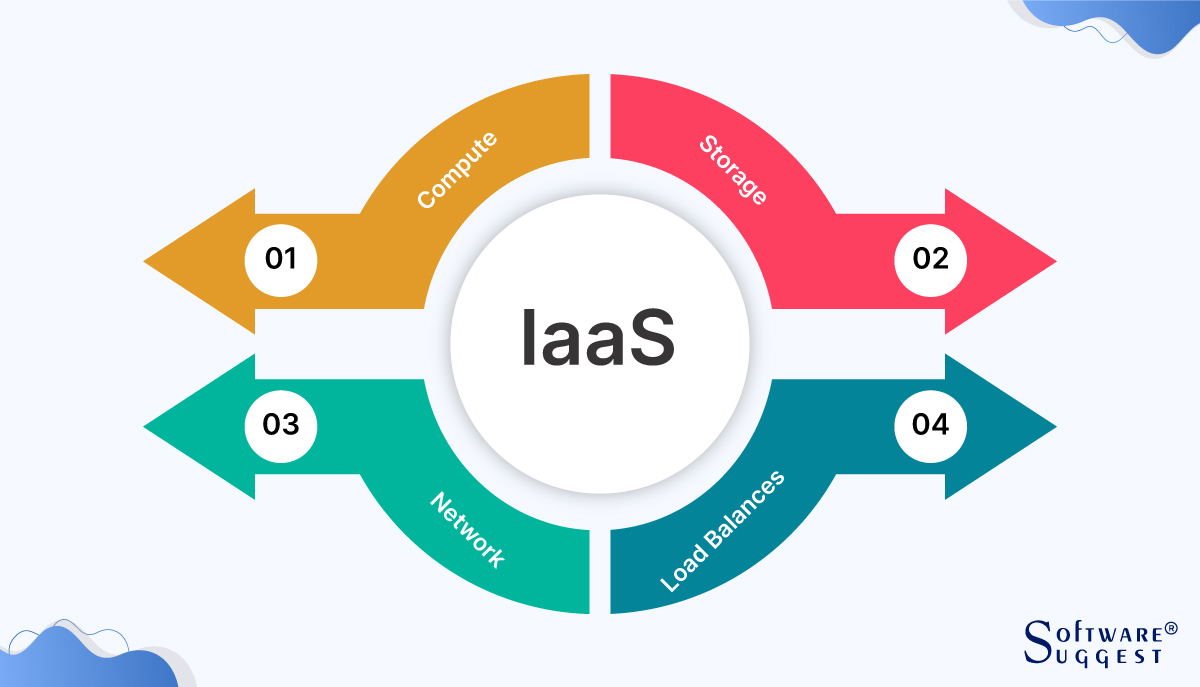 Compute
Storage
01
02
IaaS
03
04
Network
Load Balances
Software®
Suggest